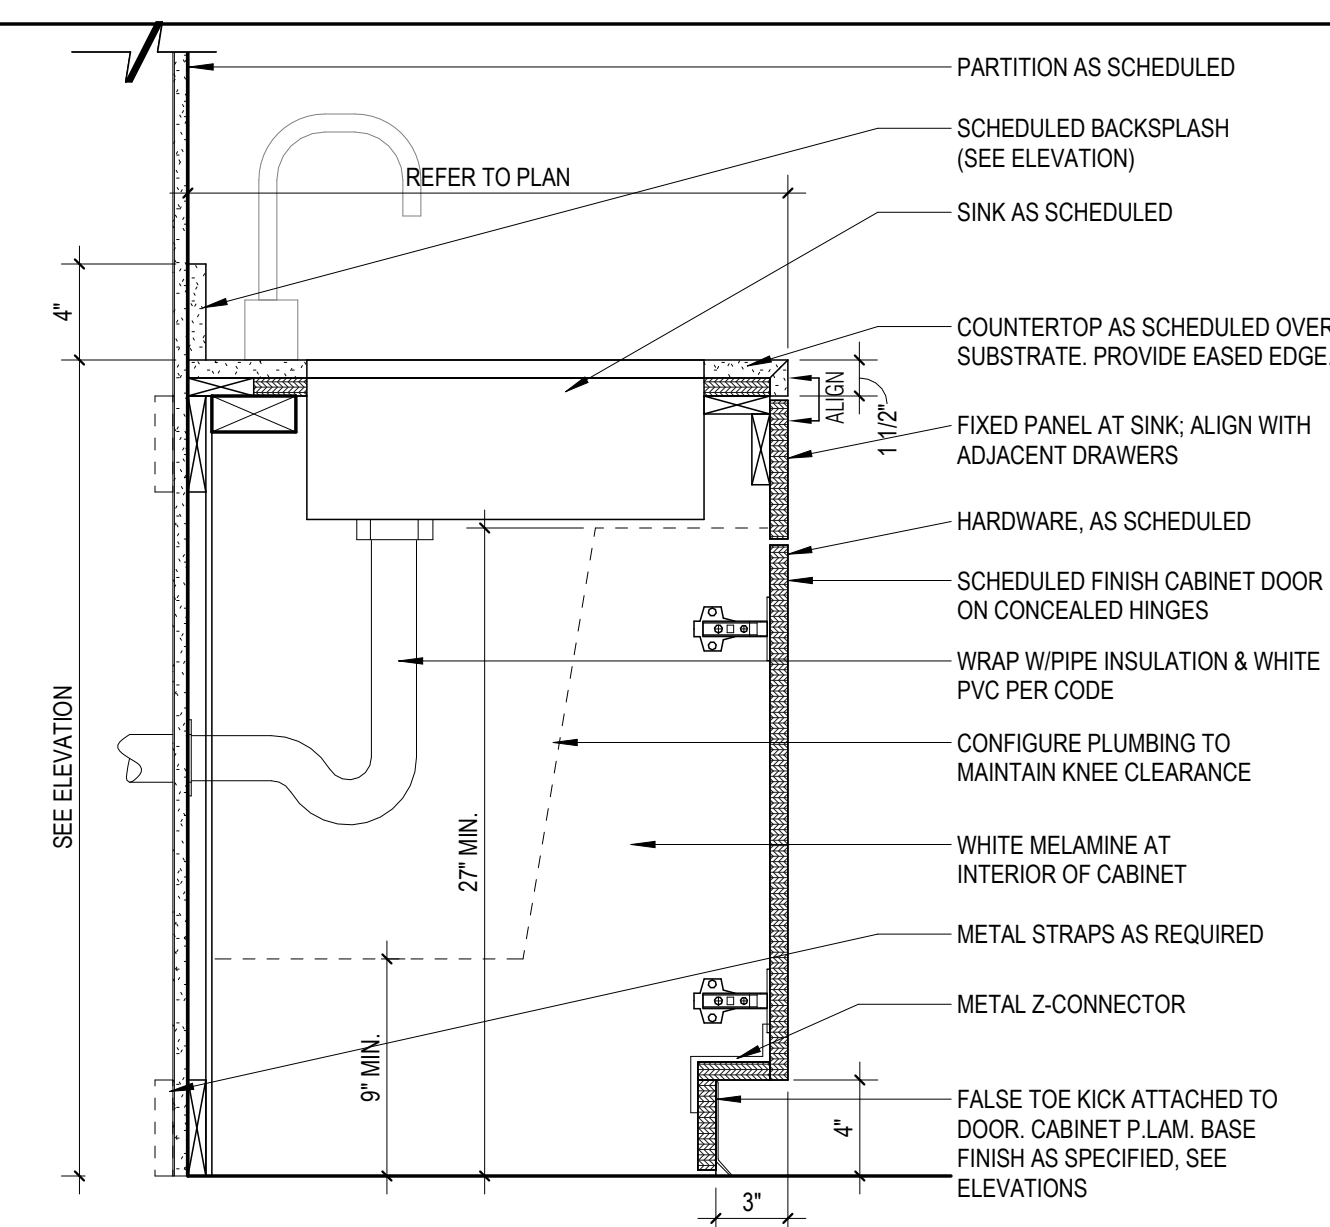 PARTITION AS SCHEDULED
SCHEDULED BACKSPLASH
(SEE ELEVATION)
REFER TO PLAN
SINK AS SCHEDULED
4"
COUNTERTOP AS SCHEDULED OVER
SUBSTRATE. PROVIDE EASED EDGE.
ALIGN
1 1/2"
FIXED PANEL AT SINK; ALIGN WITH
ADJACENT DRAWERS
HARDWARE, AS SCHEDULED
SCHEDULED FINISH CABINET DOOR
ON CONCEALED HINGES
WRAP W/PIPE INSULATION & WHITE
PVC PER CODE
SEE ELEVATION
CONFIGURE PLUMBING TO
MAINTAIN KNEE CLEARANCE
27" MIN.
WHITE MELAMINE AT
INTERIOR OF CABINET
METAL STRAPS AS REQUIRED
METAL Z-CONNECTOR
9" MIN.
FALSE TOE KICK ATTACHED TO
DOOR. CABINET P.LAM. BASE
FINISH AS SPECIFIED, SEE
ELEVATIONS
4"
3"